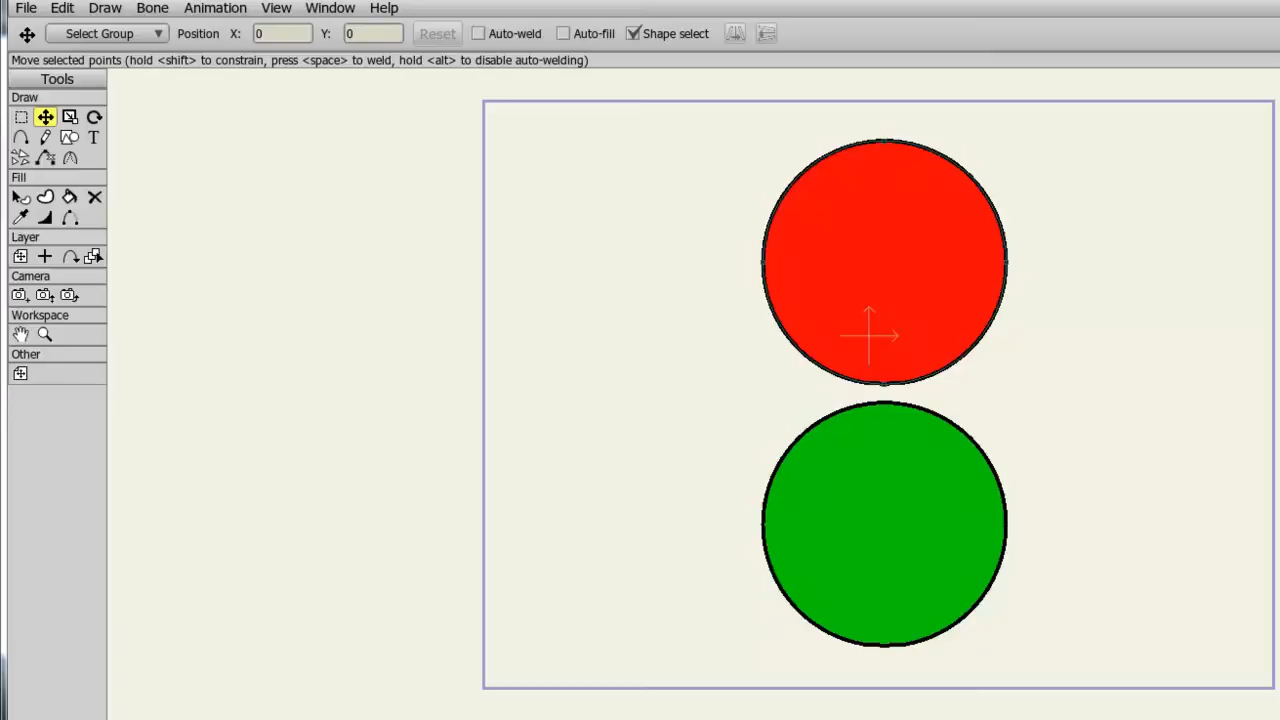 File Edit Draw Bone Animation View Window Help
Select Group Position X: 0 Y: 0 Reset Auto-weld Auto-fill Shape select
Move selected points (hold <shift> to constrain, press <space> to weld, hold <alt> to disable auto-welding)
Tools
Draw
T
Fill
Layer
Camera
Workspace
Other